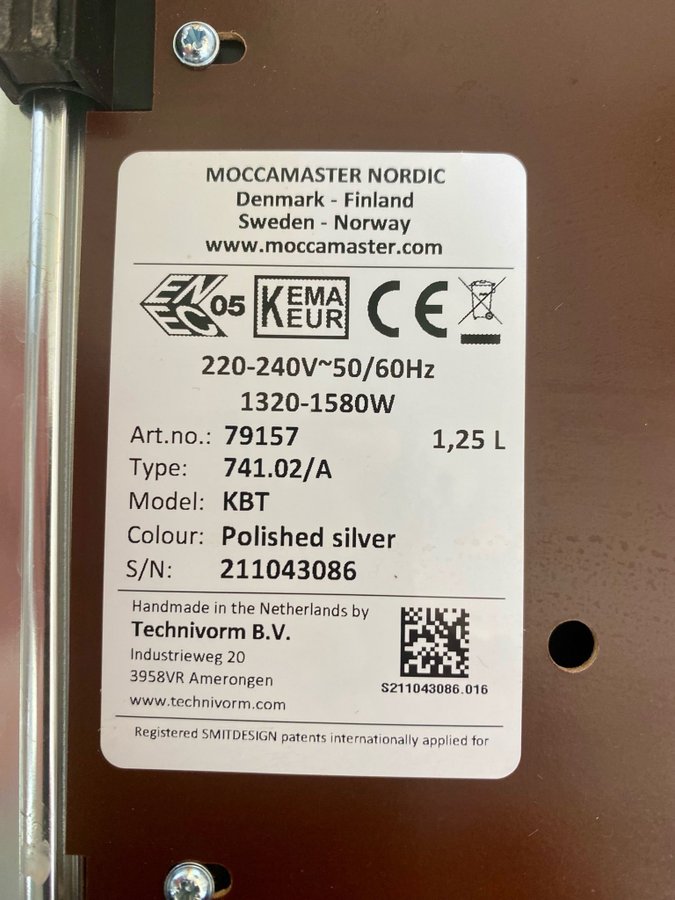 MOCCAMASTER NORDIC
Denmark - Finland
Sweden - Norway
www.moccamaster.com
ENEC 05 KEMA KEUR CE
220-240V~50/60Hz
1320-1580W
Art.no.: 79157 1,25 L
Type: 741.02/A
Model: KBT
Colour: Polished silver
S/N: 211043086
Handmade in the Netherlands by
Technivorm B.V.
Industrieweg 20
3958VR Amerongen
www.technivorm.com
S211043086.016
Registered SMITDESIGN patents internationally applied for